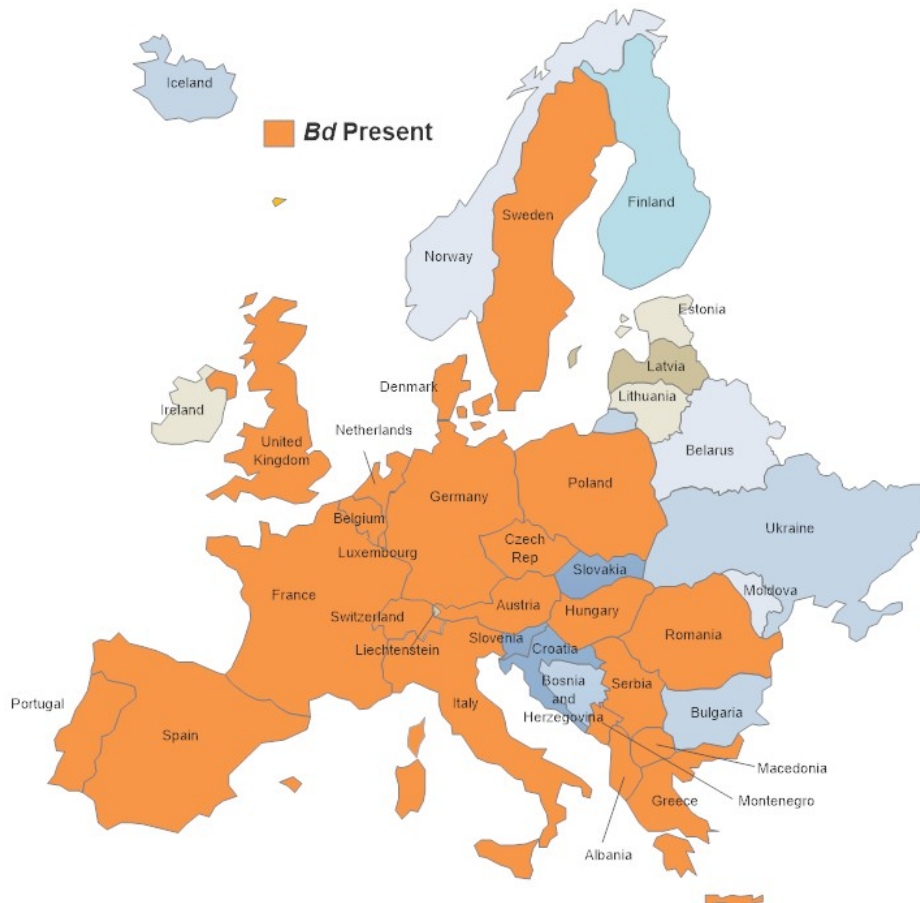 Iceland
Bd Present
Finland
Sweden
Norway
Estonia
Latvia
Denmark
Lithuania
Ireland
Netherlands
United
Kingdom
Belarus
Poland
Germany
Belgium
Ukraine
Czech
Rep
Luxembourg
Slovakia
Moldova
France
Austria
Hungary
Switzerland
Romania
Slovenia
Liechtenstein
Croatia
Bosnia
and
Herzegovina
Serbia
Portugal
Italy
Bulgaria
Spain
Macedonia
Greece
Montenegro
Albania